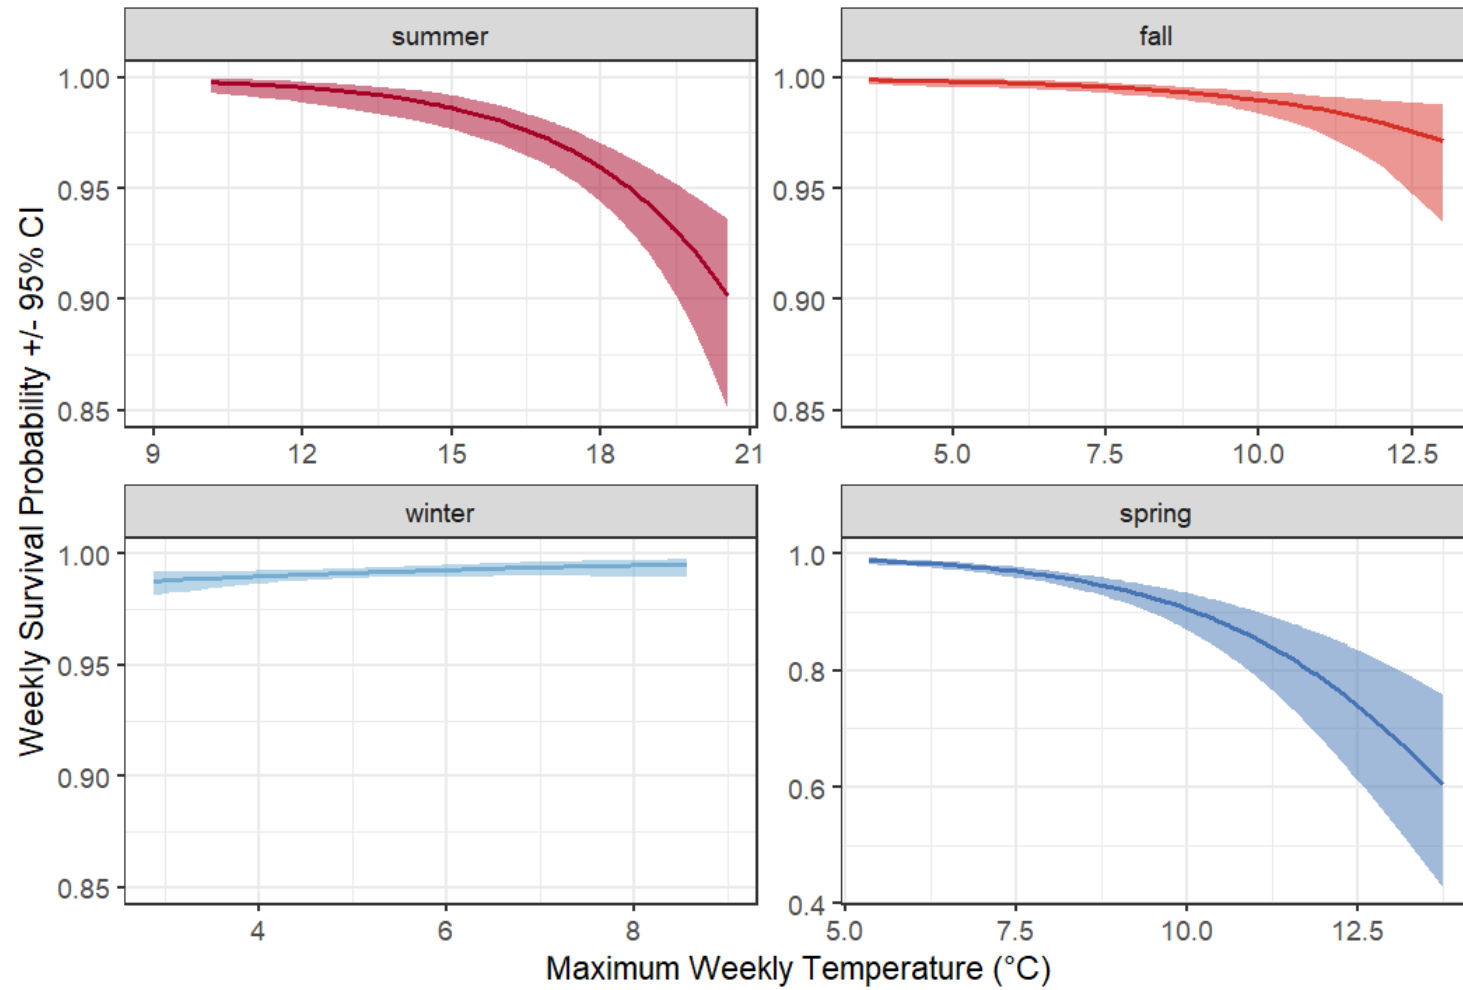 Weekly Survival Probability +/- 95% CI
summer
1.00
0.95
0.90
0.85
9 12 15 18 21
fall
1.00
0.95
0.90
0.85
5.0 7.5 10.0 12.5
winter
1.00
0.95
0.90
0.85
4 6 8
spring
1.0
0.8
0.6
0.4
5.0 7.5 10.0 12.5
Maximum Weekly Temperature (°C)